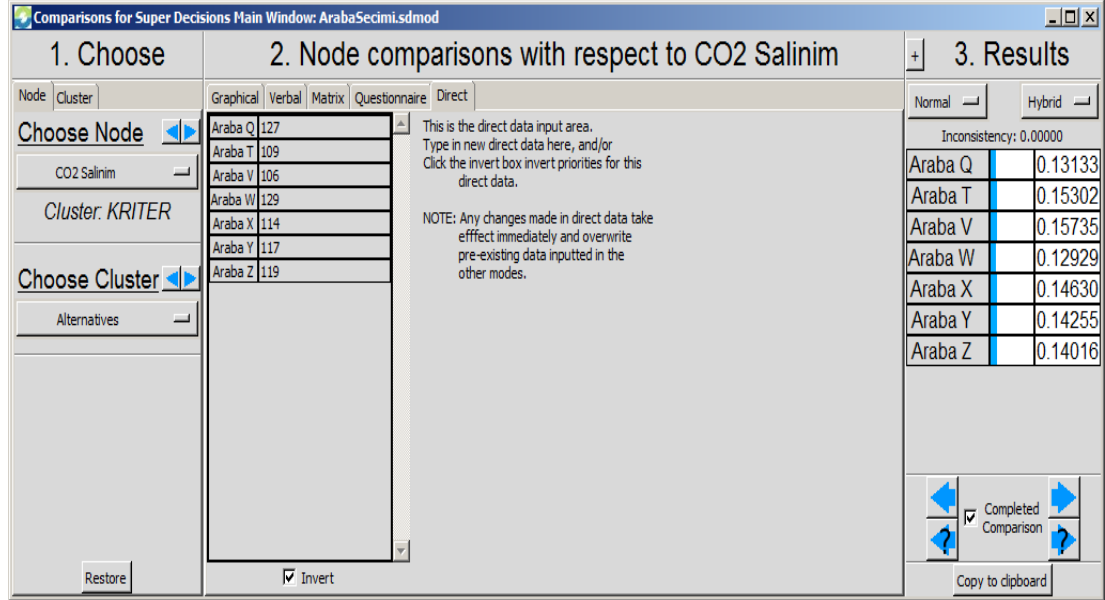 Comparisons for Super Decisions Main Window: ArabaSecimi.sdmod
1. Choose
2. Node comparisons with respect to CO2 Salinim
+ 3. Results
Node Cluster
Choose Node
CO2 Salinim
Cluster: KRITER
Choose Cluster
Alternatives
Restore
Graphical Verbal Matrix Questionnaire Direct
Araba Q 127
Araba T 109
Araba V 106
Araba W 129
Araba X 114
Araba Y 117
Araba Z 119
Invert
This is the direct data input area.
Type in new direct data here, and/or
Click the invert box invert priorities for this
direct data.
NOTE: Any changes made in direct data take
efffect immediately and overwrite
pre-existing data inputted in the
other modes.
Normal Hybrid
Inconsistency: 0.00000
Araba Q 0.13133
Araba T 0.15302
Araba V 0.15735
Araba W 0.12929
Araba X 0.14630
Araba Y 0.14255
Araba Z 0.14016
Completed
Comparison
? ?
Copy to clipboard